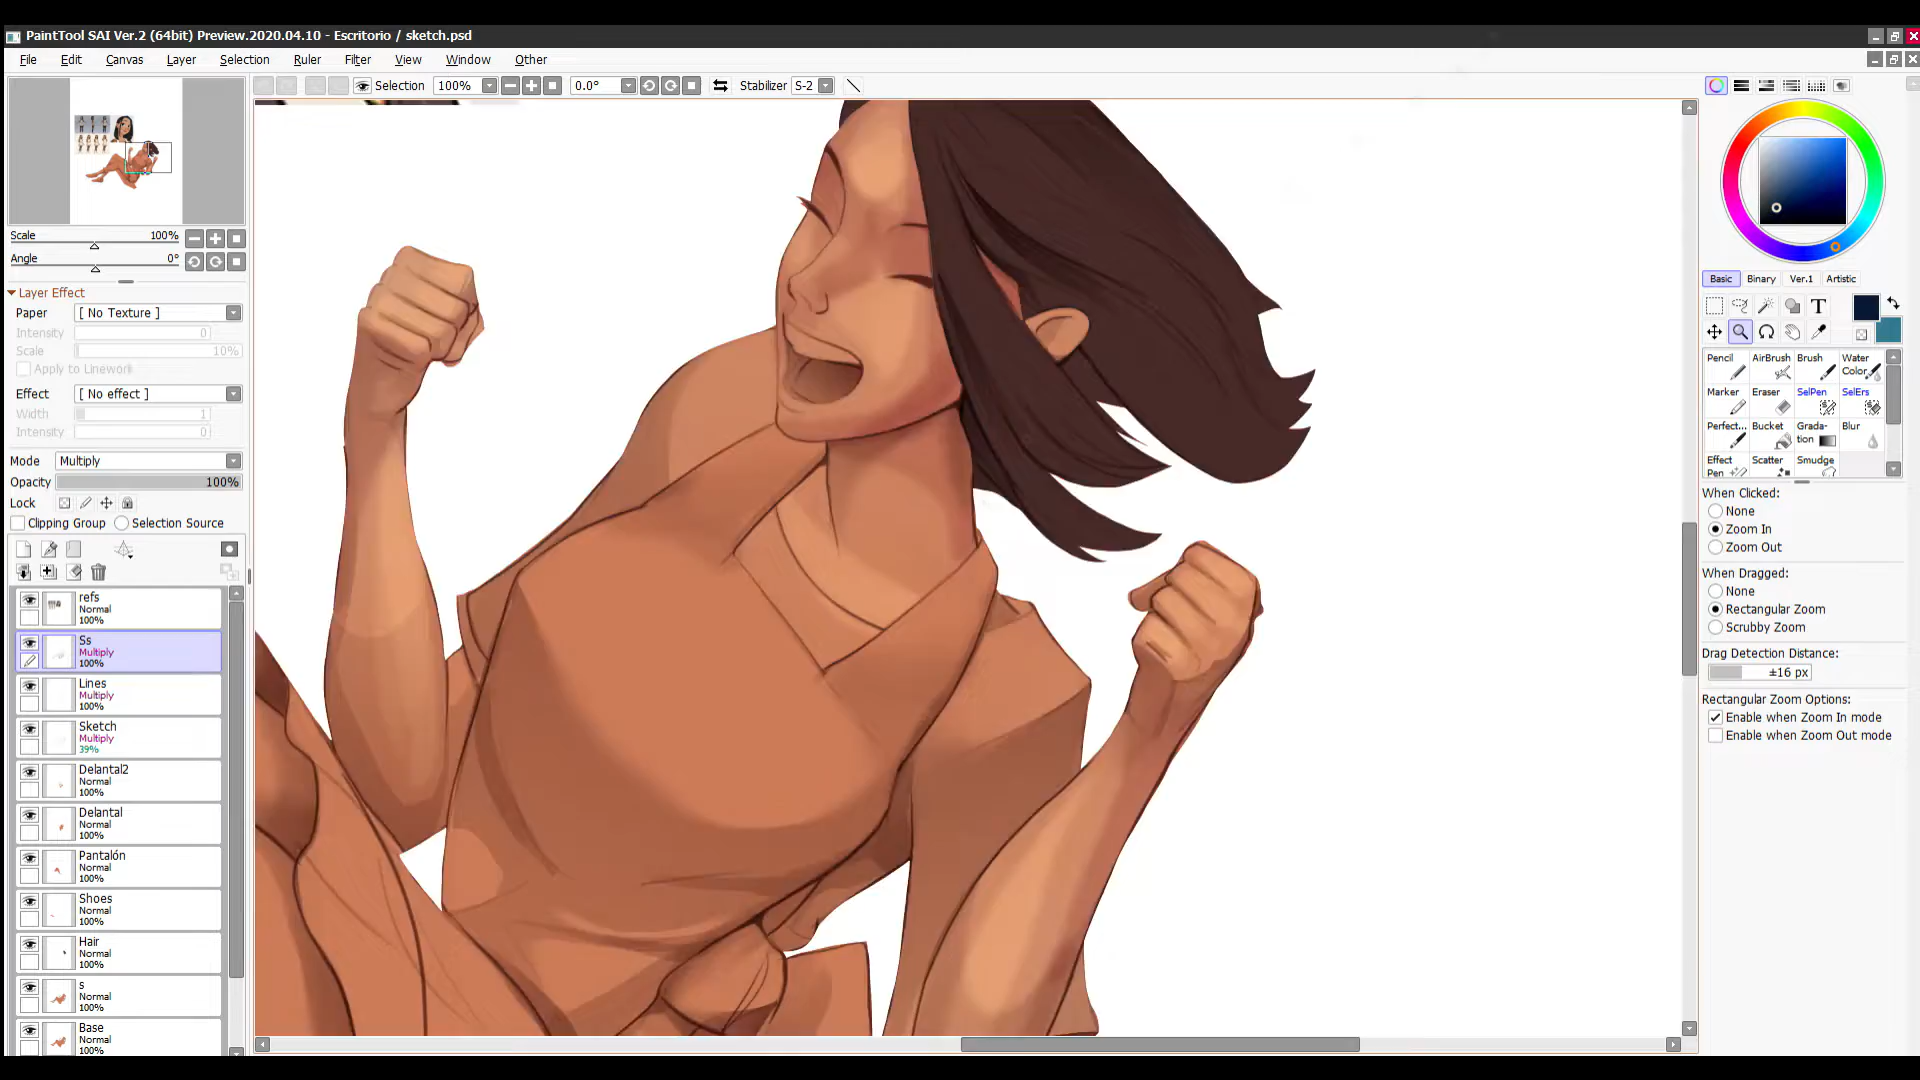 PaintTool SAI Ver.2 (64bit) Preview.2020.04.10 - Escritorio / sketch.psd
File Edit Canvas Layer Selection Ruler Filter View Window Other
Selection 100% 0.0° Stabilizer S-2
Scale 100%
Angle 0°
Layer Effect
Paper [ No Texture ]
Intensity 0
Scale 10%
Apply to Linework
Effect [ No effect ]
Width 1
Intensity 0
Mode Multiply
Opacity 100%
Lock
Clipping Group Selection Source
refs
Normal
100%
Ss
Multiply
100%
Lines
Multiply
100%
Sketch
Multiply
39%
Delantal2
Normal
100%
Delantal
Normal
100%
Pantalón
Normal
100%
Shoes
Normal
100%
Hair
Normal
100%
s
Normal
100%
Base
Normal
100%
Basic Binary Ver.1 Artistic
T
Pencil AirBrush Brush Water
Color
Marker Eraser SelPen SelErs
Perfect... Bucket Grada-
tion Blur
Effect
Pen Scatter Smudge
When Clicked:
None
Zoom In
Zoom Out
When Dragged:
None
Rectangular Zoom
Scrubby Zoom
Drag Detection Distance:
±16 px
Rectangular Zoom Options:
Enable when Zoom In mode
Enable when Zoom Out mode